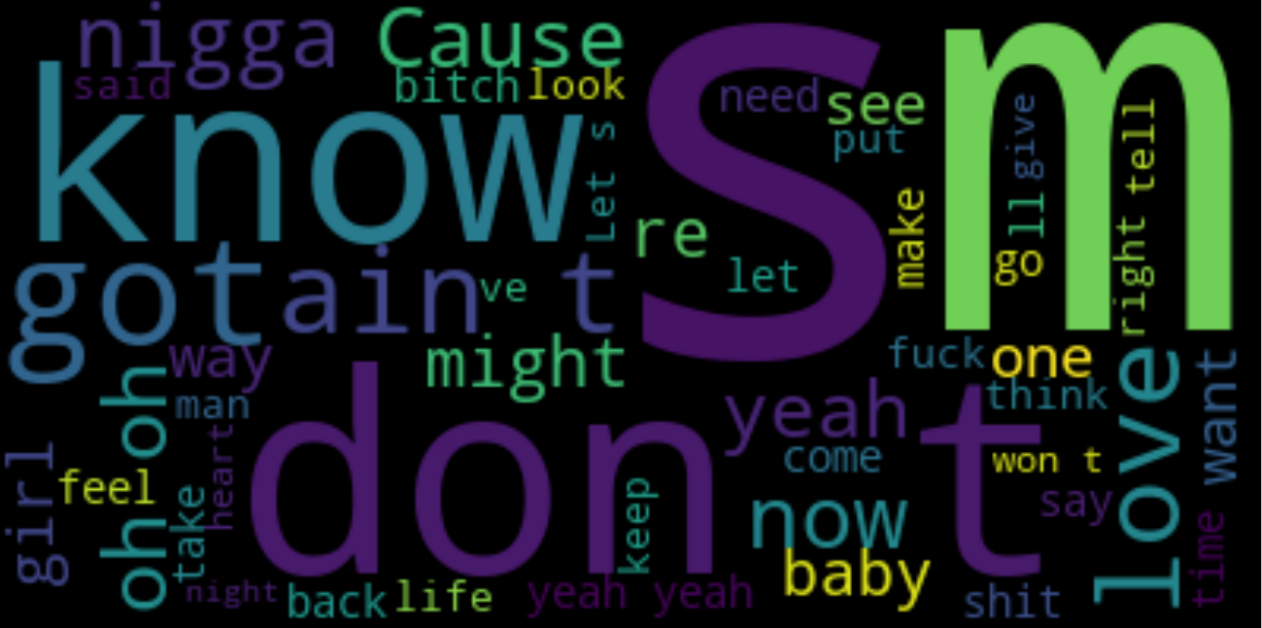 nigga
Cause
said
bitch
look
know
Let s
s
m
need
see
put
give
tell
re
let
make
ll
go
right
got
ain t
ve
might
way
man
oh oh
heart
girl
feel
take
night
don t
keep
back
life
yeah yeah
yeah
come
now
baby
fuck
one
think
won t
say
shit
love
want
time